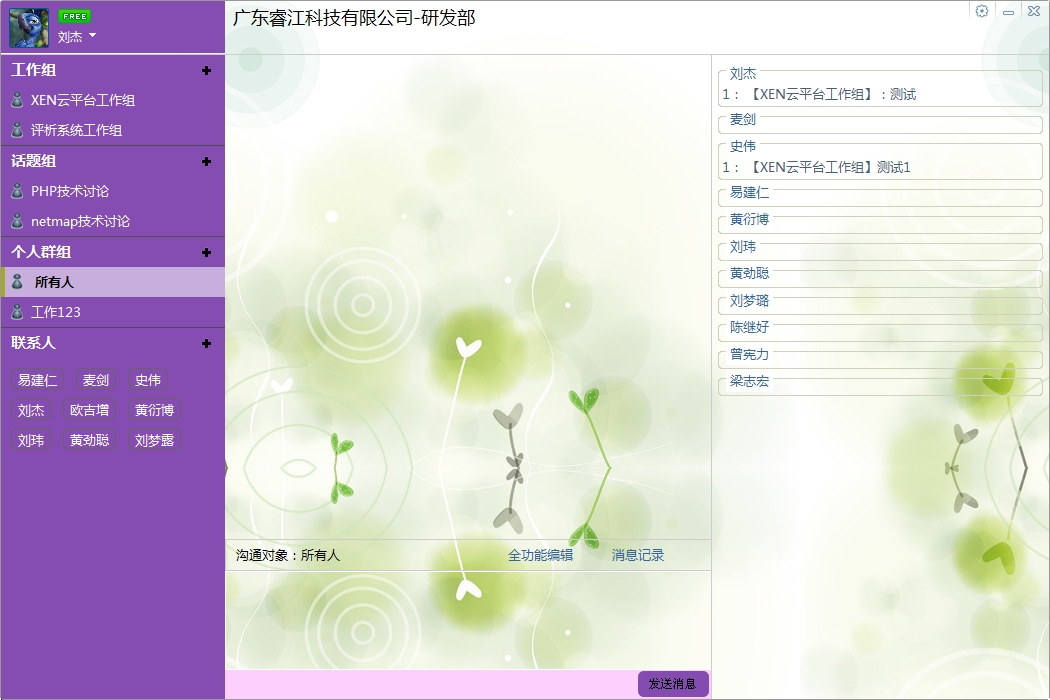 FREE
刘杰
广东睿江科技有限公司-研发部
工作组
XEN云平台工作组
评析系统工作组
话题组
PHP技术讨论
netmap技术讨论
个人群组
所有人
工作123
联系人
易建仁 麦剑 史伟
刘杰 欧吉增 黄衍博
刘玮 黄劲聪 刘梦露
沟通对象：所有人 全功能编辑 消息记录
发送消息
刘杰
1： 【XEN云平台工作组】：测试
麦剑
史伟
1： 【XEN云平台工作组】测试1
易建仁
黄衍博
刘玮
黄劲聪
刘梦璐
陈继好
曾宪力
梁志宏